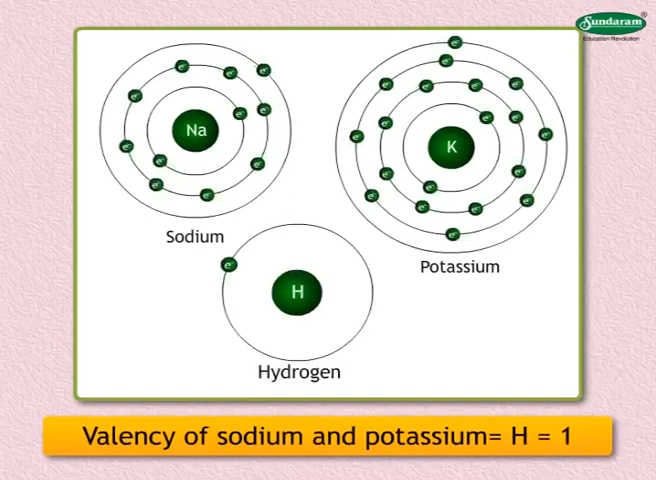 Sundaram®
Education Revolution
e⁻
e⁻ e⁻ e⁻ e⁻
e⁻ e⁻ e⁻ e⁻
e⁻ e⁻ e⁻ e⁻ e⁻
Na
e⁻ e⁻ e⁻ e⁻ e⁻
K
e⁻ e⁻ e⁻ e⁻
e⁻ e⁻ e⁻ e⁻
e⁻ e⁻ e⁻
e⁻
Sodium
e⁻
Potassium
H
Hydrogen
Valency of sodium and potassium= H = 1